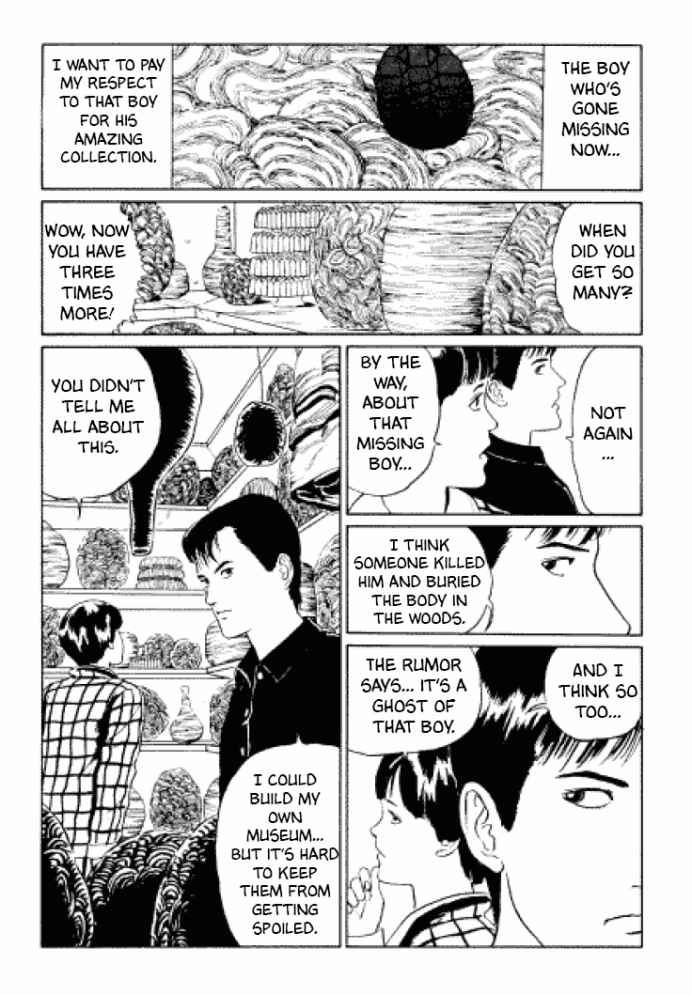 I WANT TO PAY
MY RESPECT
TO THAT BOY
FOR HIS
AMAZING
COLLECTION.
THE BOY
WHO'S
GONE
MISSING
NOW...
WOW, NOW
YOU HAVE
THREE
TIMES
MORE!
WHEN
DID YOU
GET SO
MANY?
YOU DIDN'T
TELL ME
ALL ABOUT
THIS.
I COULD
BUILD MY
OWN
MUSEUM...
BUT IT'S HARD
TO KEEP
THEM FROM
GETTING
SPOILED.
BY THE
WAY,
ABOUT
THAT
MISSING
BOY...
NOT
AGAIN
...
I THINK
SOMEONE KILLED
HIM AND BURIED
THE BODY IN
THE WOODS.
THE RUMOR
SAYS... IT'S A
GHOST OF
THAT BOY.
AND I
THINK SO
TOO...